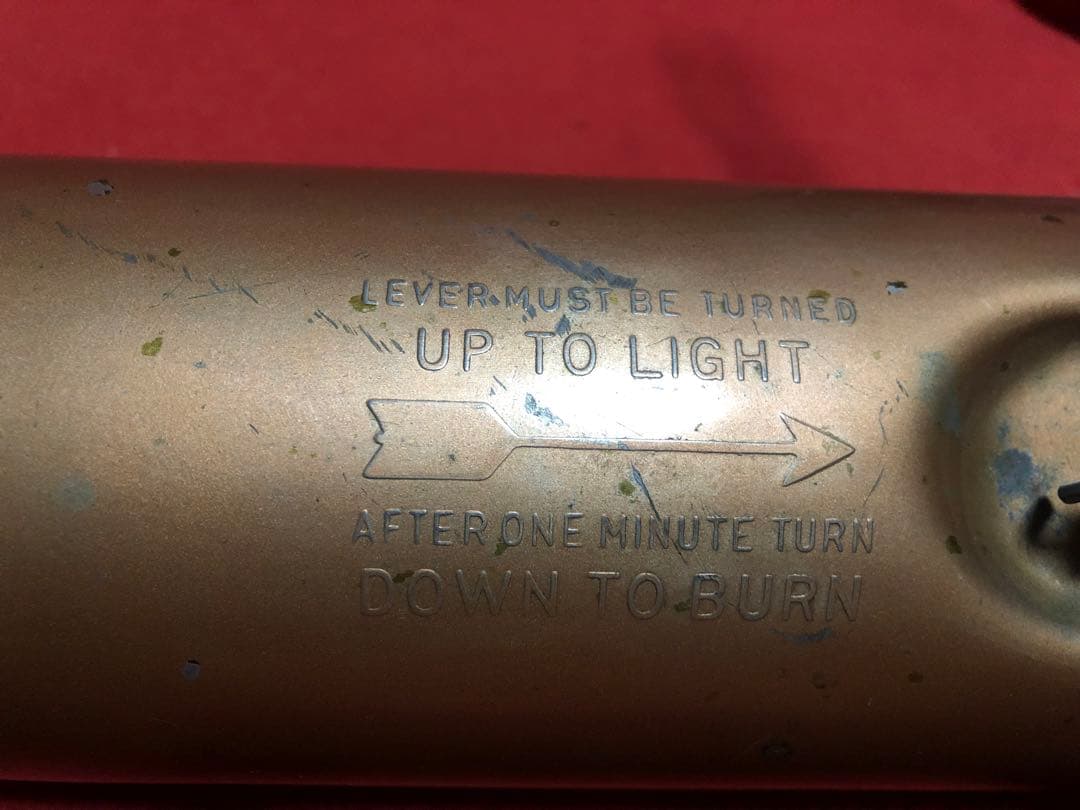 LEVER MUST BE TURNED
UP TO LIGHT
AFTER ONE MINUTE TURN
DOWN TO BURN